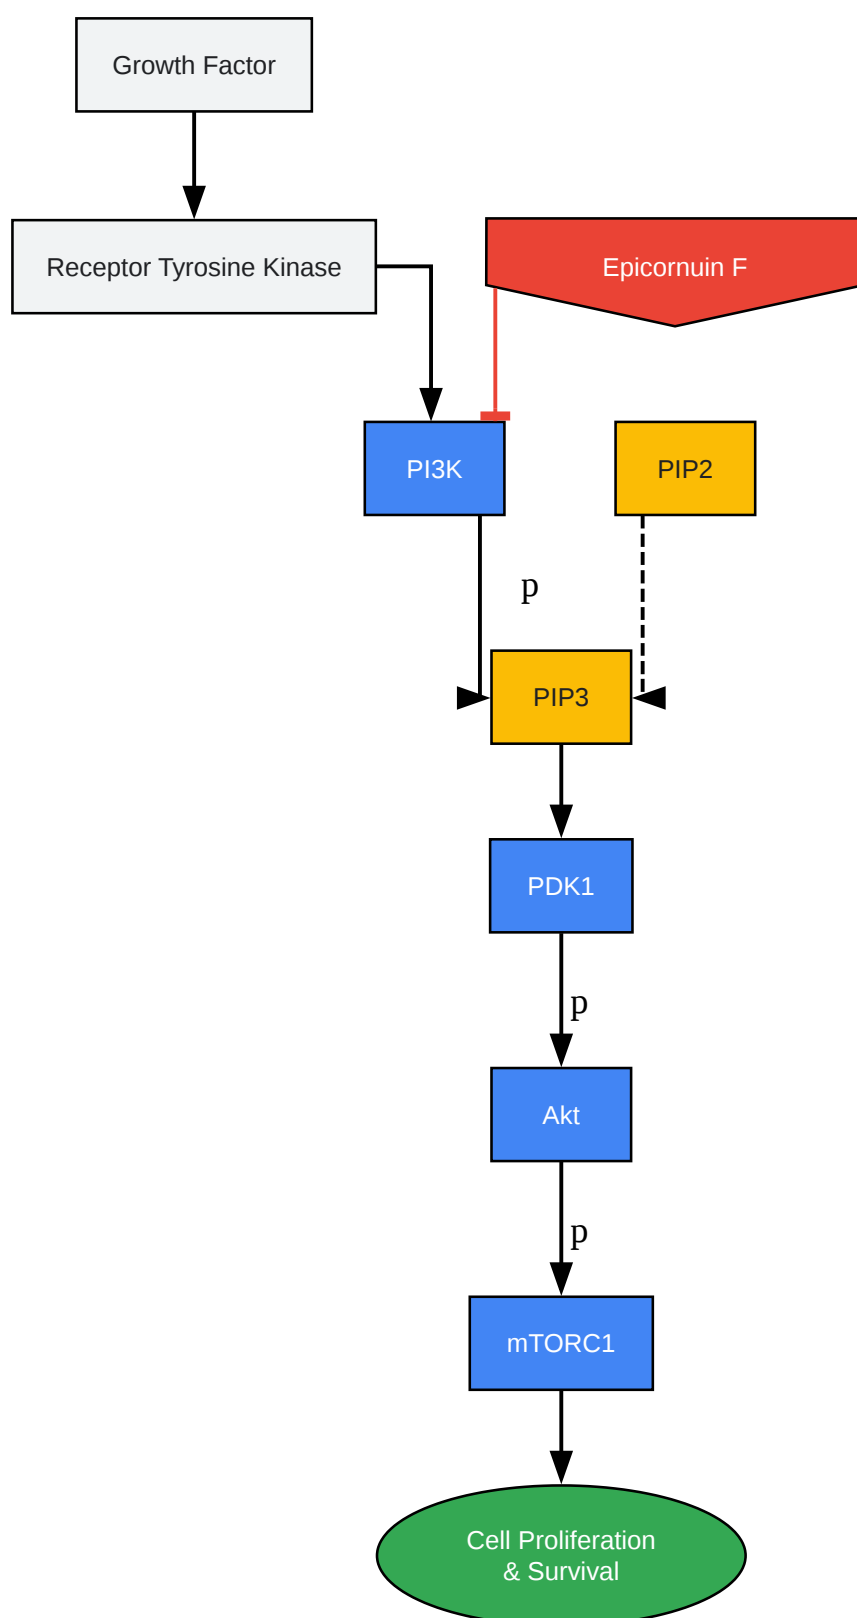 Growth Factor
Receptor Tyrosine Kinase
Epicornuin F
PI3K
PIP2
p
PIP3
PDK1
p
Akt
p
mTORC1
Cell Proliferation
& Survival